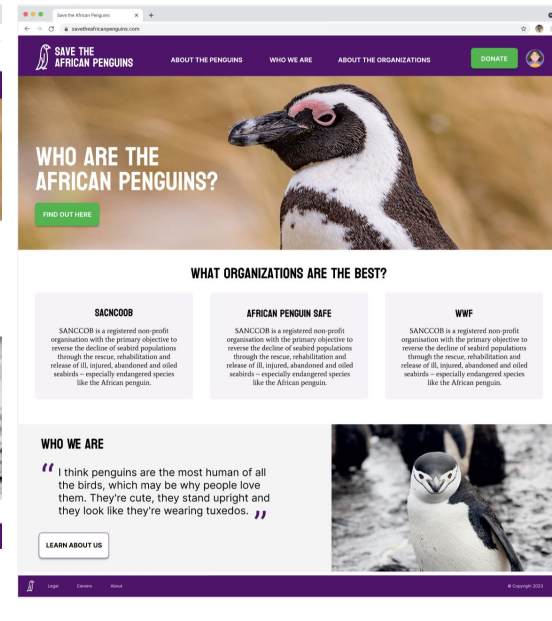 Save the African Penguins
savetheafricanpenguins.com
SAVE THE
AFRICAN PENGUINS
ABOUT THE PENGUINS
WHO WE ARE
ABOUT THE ORGANIZATIONS
DONATE
WHO ARE THE
AFRICAN PENGUINS?
FIND OUT HERE
WHAT ORGANIZATIONS ARE THE BEST?
SACNCOOB
SANCCOB is a registered non-profit
organisation with the primary objective to
reverse the decline of seabird populations
through the rescue, rehabilitation and
release of ill, injured, abandoned and oiled
seabirds – especially endangered species
like the African penguin.
AFRICAN PENGUIN SAFE
SANCCOB is a registered non-profit
organisation with the primary objective to
reverse the decline of seabird populations
through the rescue, rehabilitation and
release of ill, injured, abandoned and oiled
seabirds – especially endangered species
like the African penguin.
WWF
SANCCOB is a registered non-profit
organisation with the primary objective to
reverse the decline of seabird populations
through the rescue, rehabilitation and
release of ill, injured, abandoned and oiled
seabirds – especially endangered species
like the African penguin.
WHO WE ARE
“ I think penguins are the most human of all
the birds, which may be why people love
them. They're cute, they stand upright and
they look like they're wearing tuxedos. ”
LEARN ABOUT US
Legal
Careers
About
© Copyright 2023